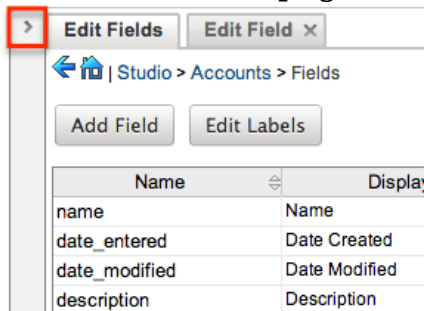 Edit Fields Edit Field ×
| Studio > Accounts > Fields
Add Field Edit Labels
Name Display
name Name
date_entered Date Created
date_modified Date Modified
description Description